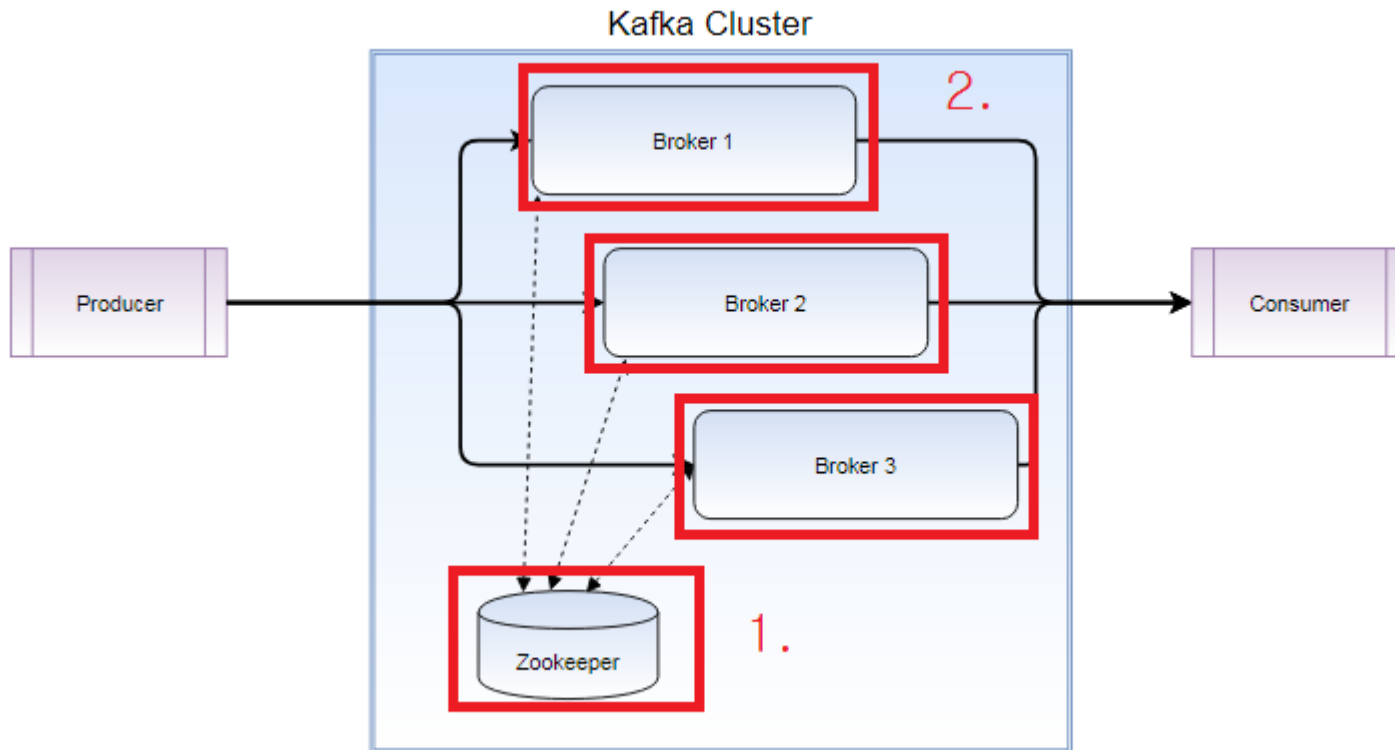 Kafka Cluster
2.
Broker 1
Producer
Broker 2
Consumer
Broker 3
Zookeeper
1.